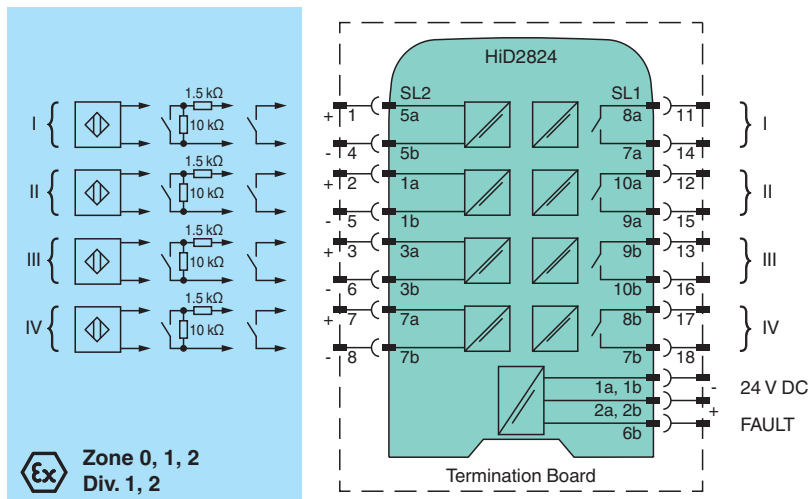 HiD2824
SL2 SL1
1.5 kΩ
I 10 kΩ + 1 5a 8a 11 I
- 4 5b 7a 14
1.5 kΩ
II 10 kΩ + 2 1a 10a 12 II
- 5 1b 9a 15
1.5 kΩ
III 10 kΩ + 3 3a 9b 13 III
- 6 3b 10b 16
1.5 kΩ
IV 10 kΩ + 7 7a 8b 17 IV
- 8 7b 7b 18
1a, 1b - 24 V DC
2a, 2b +
6b FAULT
Ex Zone 0, 1, 2
Div. 1, 2
Termination Board